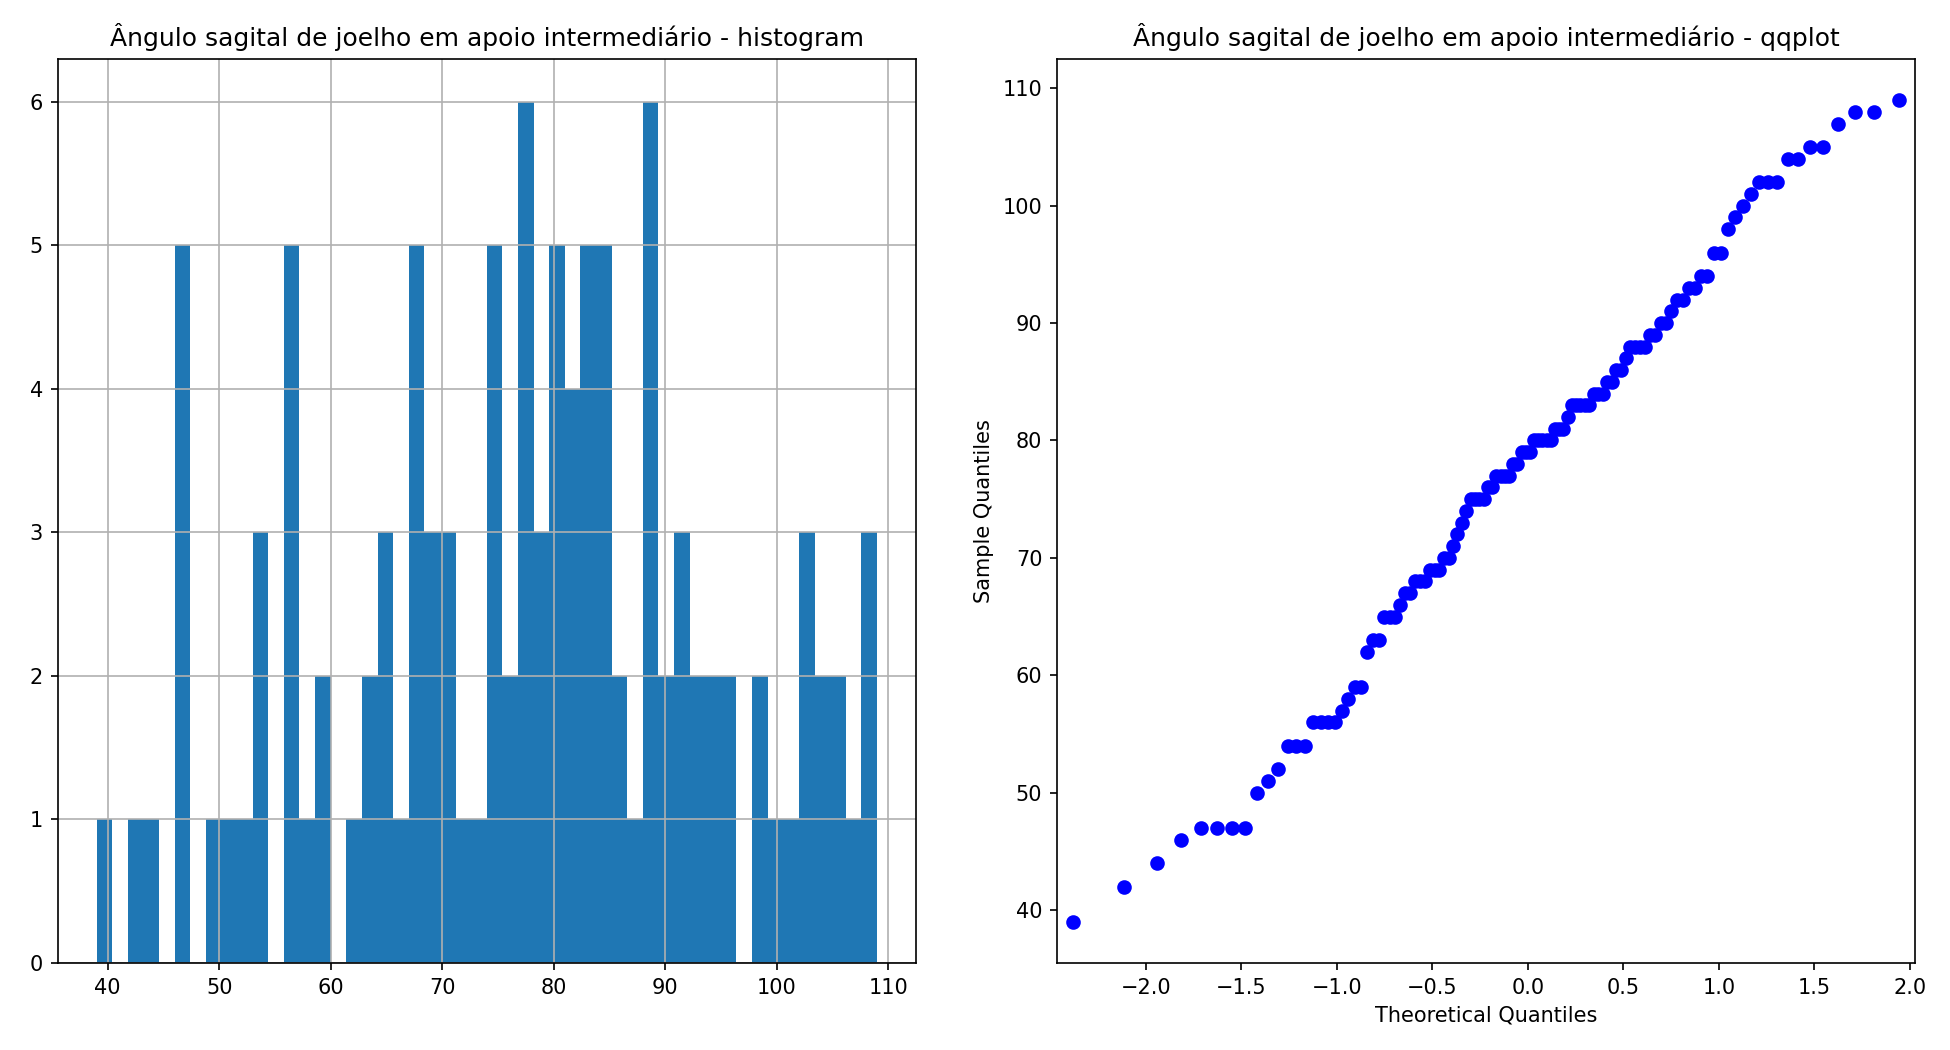 Ângulo sagital de joelho em apoio intermediário - histogram
6
5
4
3
2
1
0
40 50 60 70 80 90 100 110
Ângulo sagital de joelho em apoio intermediário - qqplot
110
100
90
80
70
60
50
40
Sample Quantiles
−2.0 −1.5 −1.0 −0.5 0.0 0.5 1.0 1.5 2.0
Theoretical Quantiles